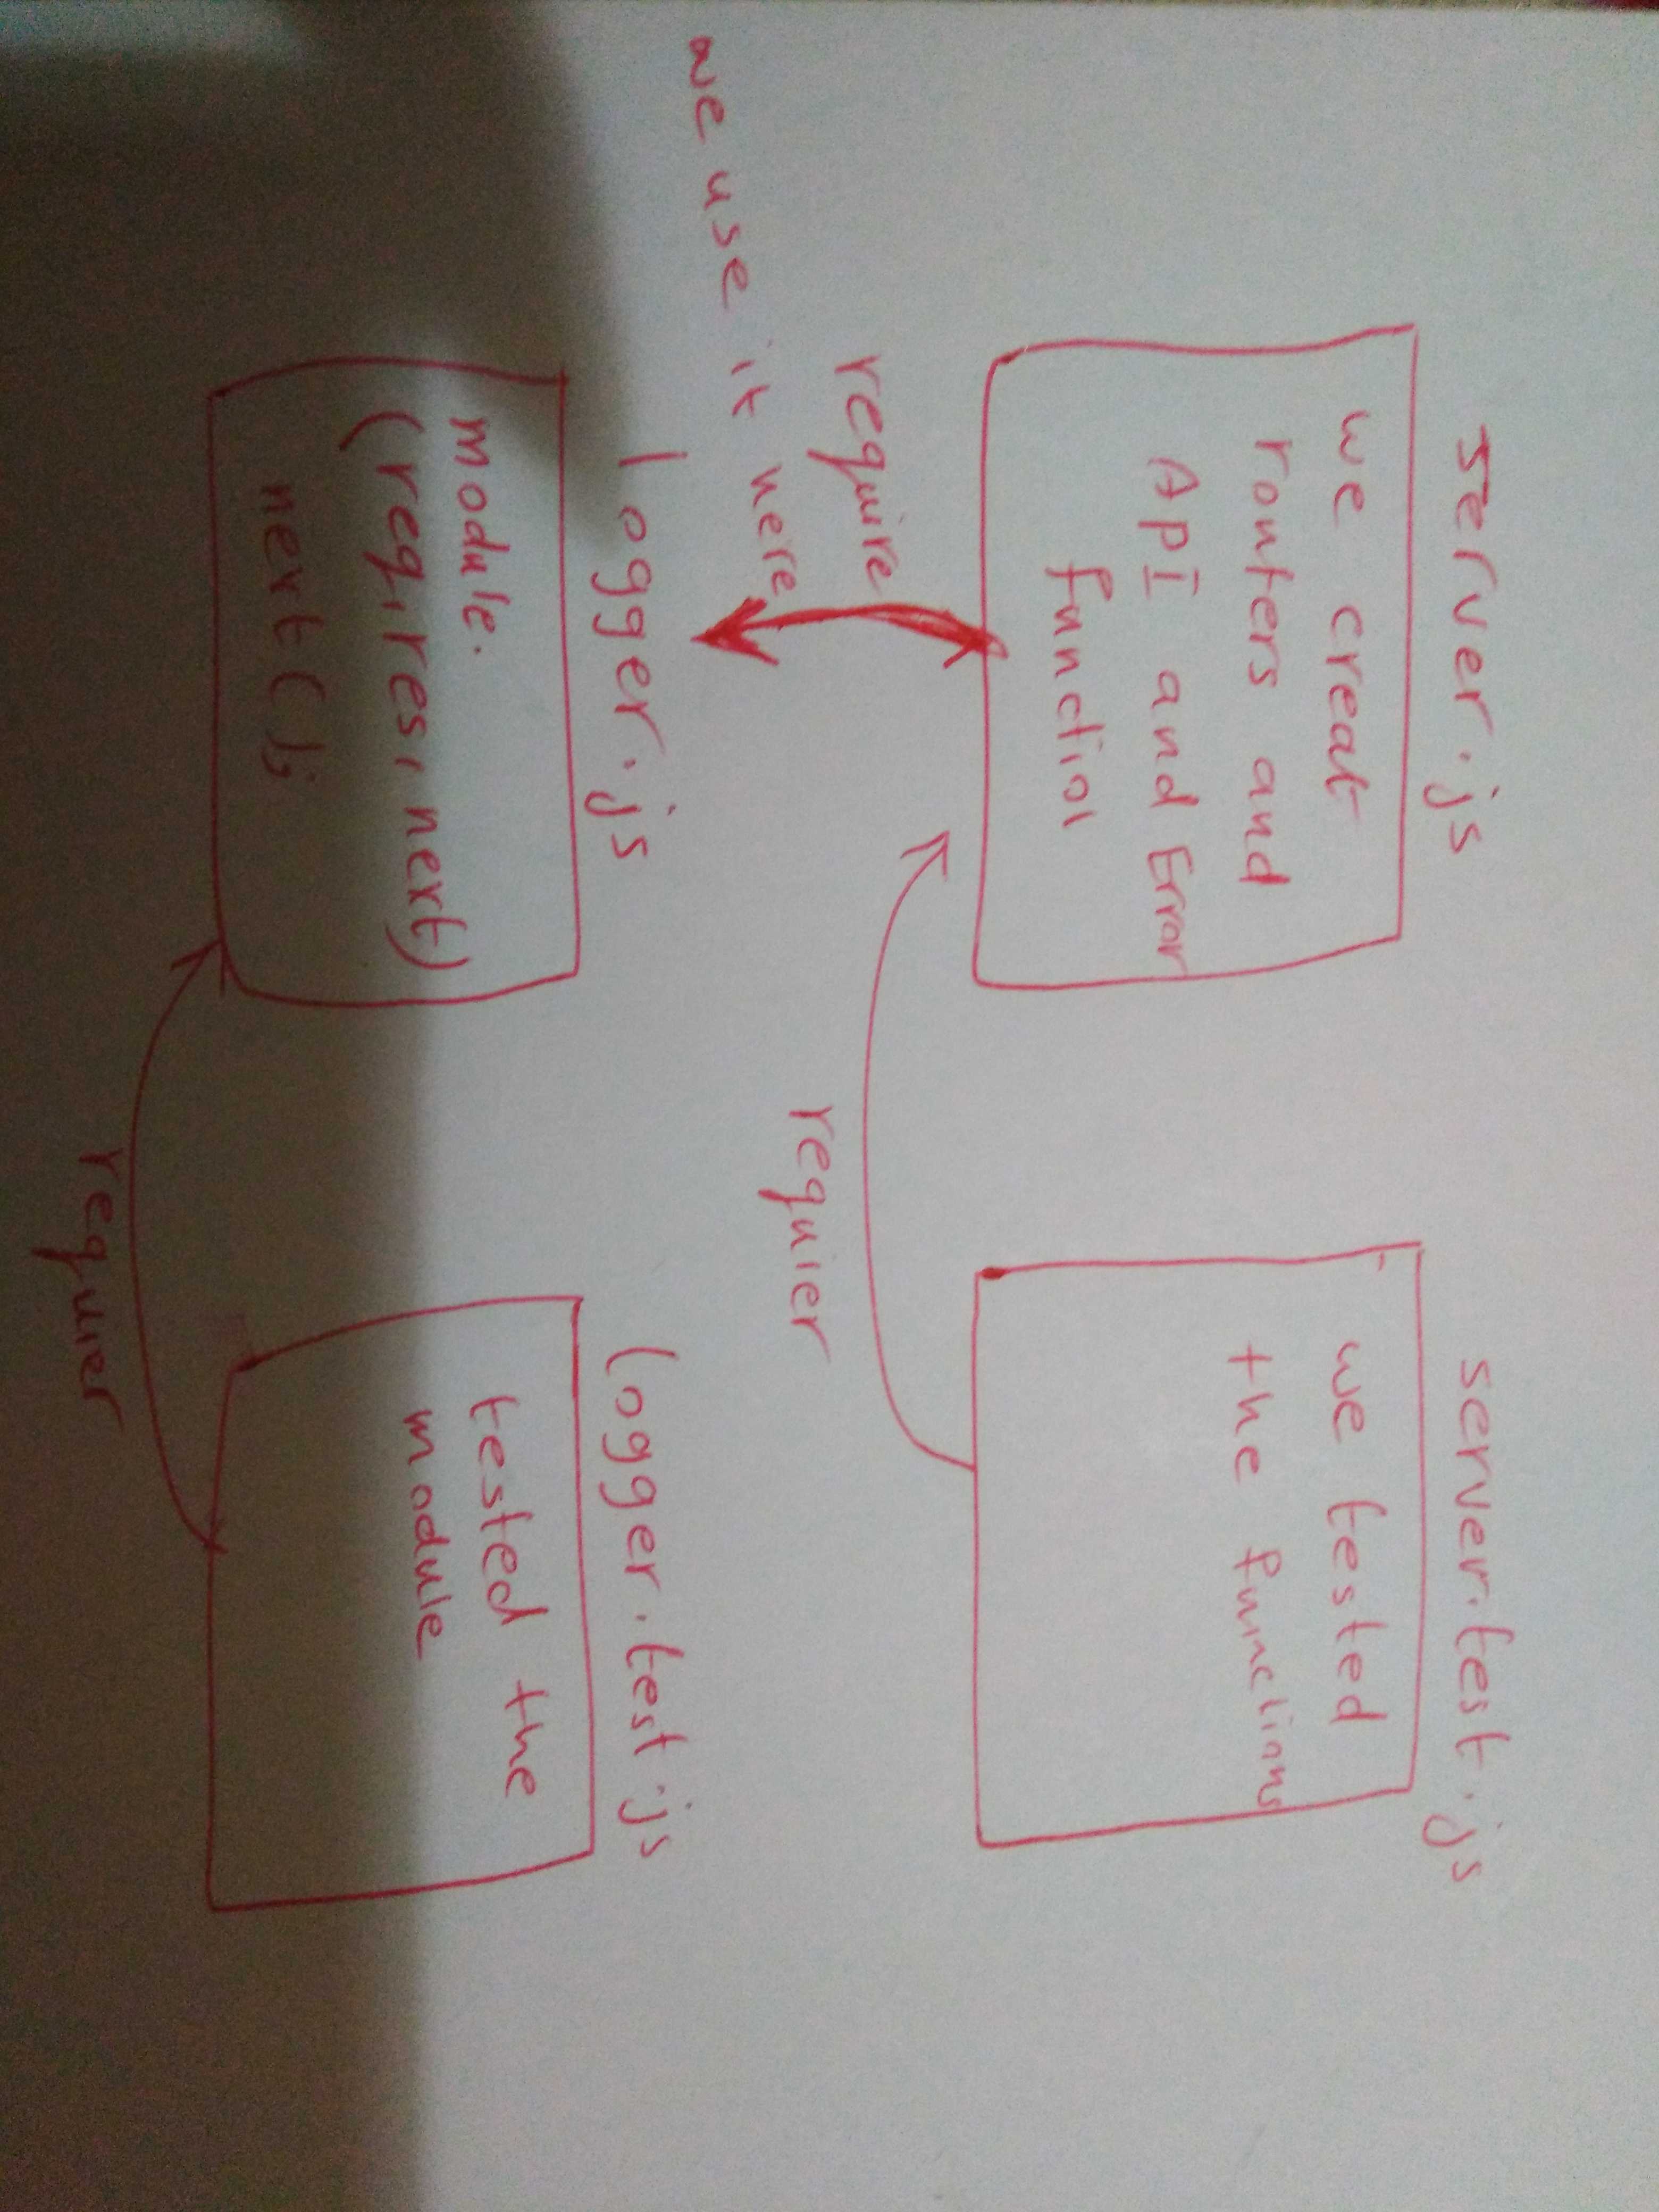 server.js
we creat
routers and
ApI and Error
function
server.test.js
we tested
the functions
require
we use it here
requier
logger.js
module.
(req, res, next)
next();
logger.test.js
tested the
module
requier